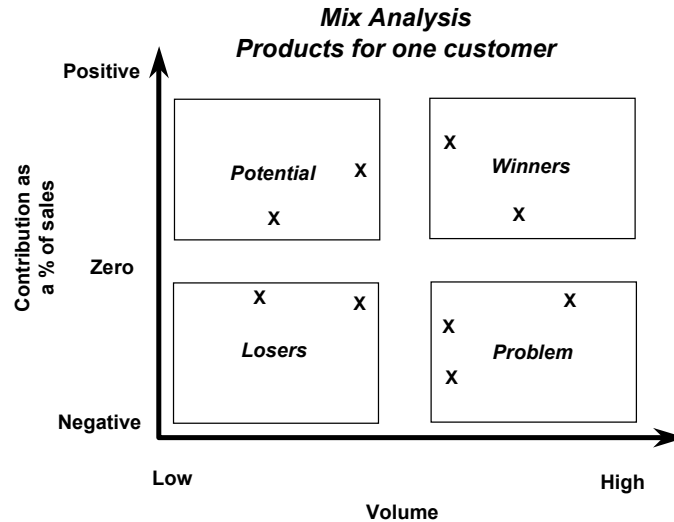 Mix Analysis
Products for one customer
Positive
Contribution as
a % of sales
Potential
X
X
Winners
X
X
Zero
Losers
X
X
Problem
X
X
X
Negative
Low
High
Volume